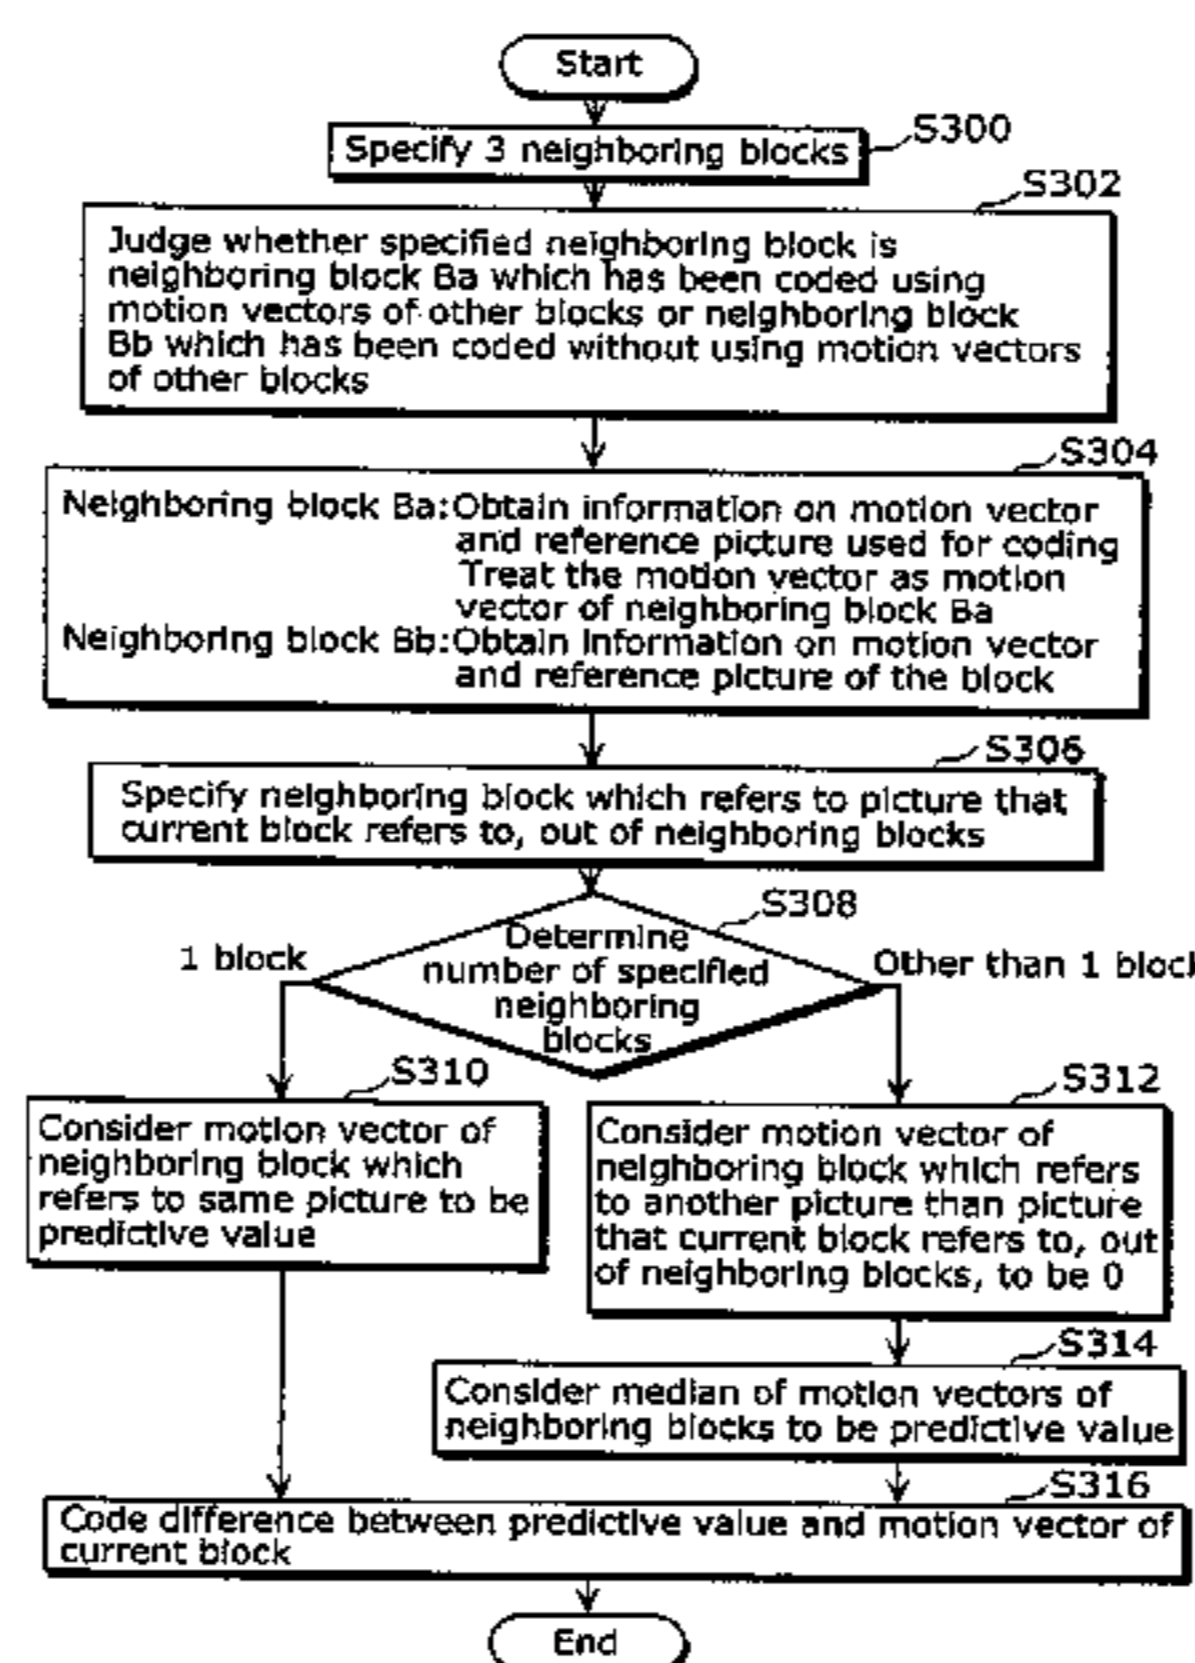 Start
Specify 3 neighboring blocks
S300
S302
Judge whether specified neighboring block is
neighboring block Ba which has been coded using
motion vectors of other blocks or neighboring block
Bb which has been coded without using motion vectors
of other blocks
S304
Neighboring block Ba:Obtain information on motion vector
and reference picture used for coding
Treat the motion vector as motion
vector of neighboring block Ba
Neighboring block Bb:Obtain information on motion vector
and reference picture of the block
S306
Specify neighboring block which refers to picture that
current block refers to, out of neighboring blocks
S308
Determine
number of specified
neighboring
blocks
1 block
Other than 1 block
S310
Consider motion vector of
neighboring block which
refers to same picture to be
predictive value
S312
Consider motion vector of
neighboring block which refers
to another picture than picture
that current block refers to, out
of neighboring blocks, to be 0
S314
Consider median of motion vectors of
neighboring blocks to be predictive value
S316
Code difference between predictive value and motion vector of
current block
End